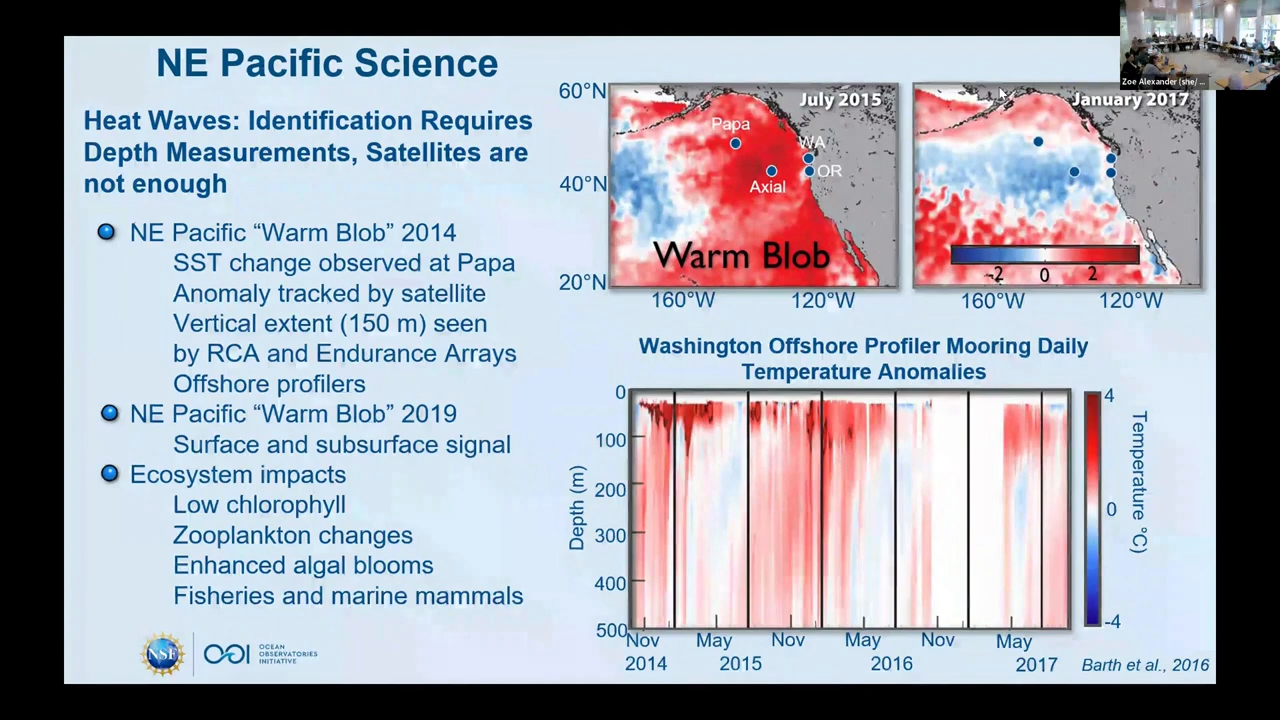 NE Pacific Science
Heat Waves: Identification Requires
Depth Measurements, Satellites are
not enough
NE Pacific “Warm Blob” 2014
SST change observed at Papa
Anomaly tracked by satellite
Vertical extent (150 m) seen
by RCA and Endurance Arrays
Offshore profilers
NE Pacific “Warm Blob” 2019
Surface and subsurface signal
Ecosystem impacts
Low chlorophyll
Zooplankton changes
Enhanced algal blooms
Fisheries and marine mammals
NSF
OOI
OCEAN
OBSERVATORIES
INITIATIVE
60°N
40°N
20°N
July 2015
Papa
WA
OR
Axial
Warm Blob
160°W 120°W
January 2017
-2 0 2
160°W 120°W
Washington Offshore Profiler Mooring Daily
Temperature Anomalies
0
100
200
300
400
500
Depth (m)
Nov May Nov May Nov May
2014 2015 2016 2017
4
0
-4
Temperature °C)
Barth et al., 2016
Zoe Alexander (she/ ...